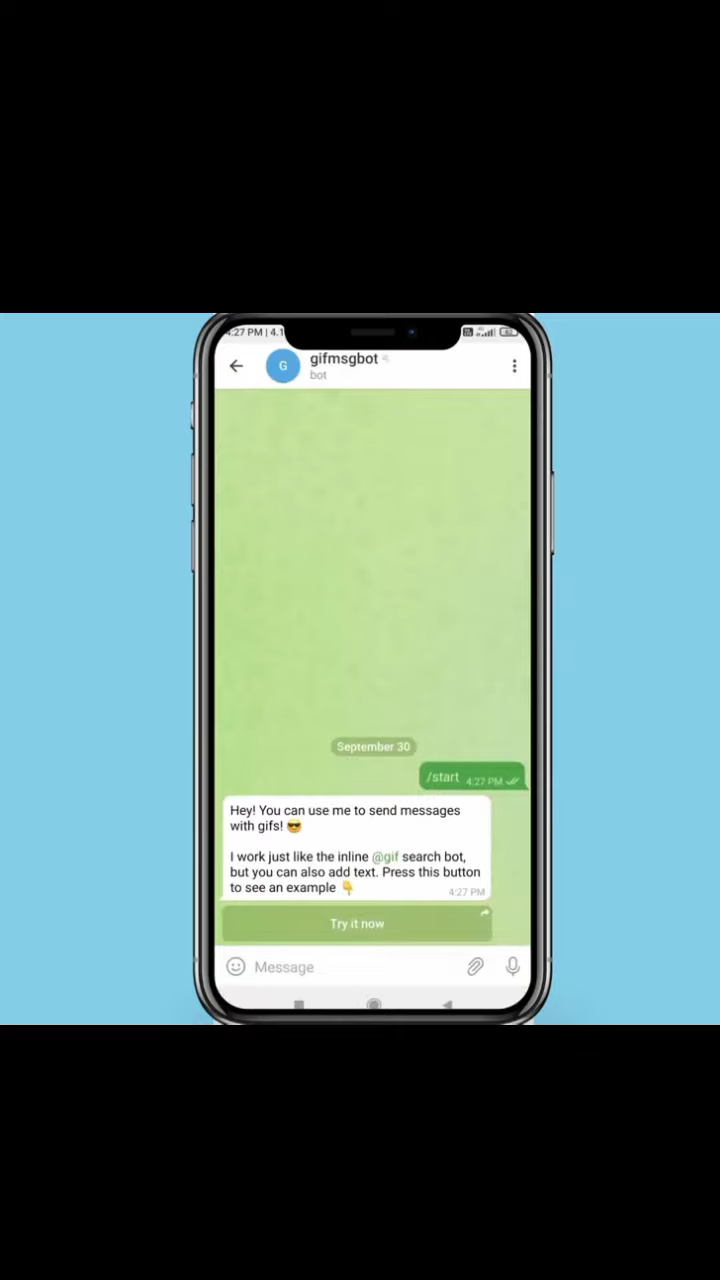 4:27 PM | 4.1
G
gifmsgbot
bot
September 30
/start 4:27 PM
Hey! You can use me to send messages
with gifs! 😎
I work just like the inline @gif search bot,
but you can also add text. Press this button
to see an example 👇
4:27 PM
Try it now
Message